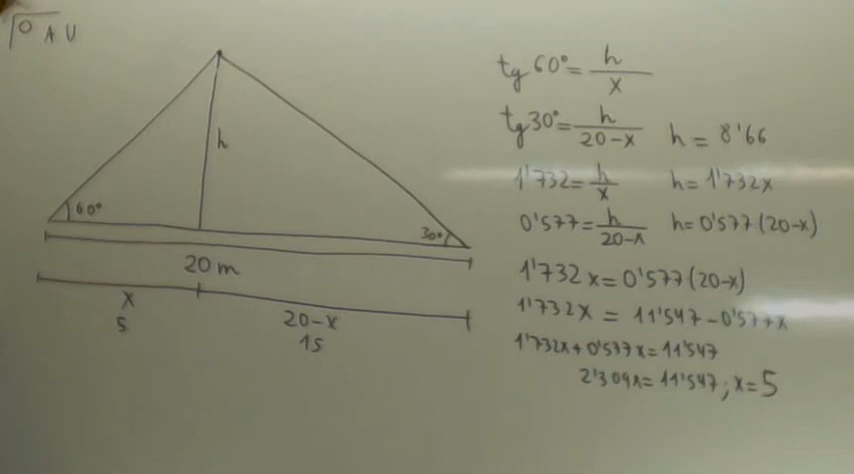 √O A U
h
60°
30°
20 m
x
20-x
5
15
tg 60° = h/x
tg 30° = h/20-x h = 8'66
1'732 = h/x h = 1'732x
0'577 = h/20-x h = 0'577(20-x)
1'732 x = 0'577(20-x)
1'732x = 11'547 - 0'577x
1'732x + 0'577x = 11'547
2'309x = 11'547 ; x = 5